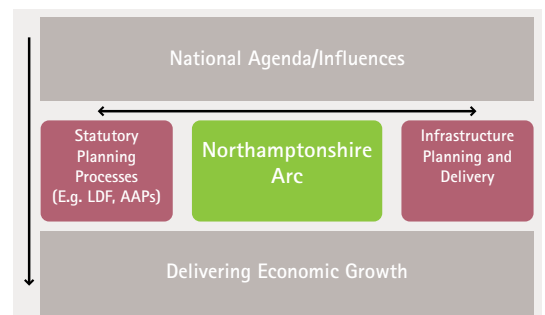 National Agenda/Influences
Statutory
Planning
Processes
(E.g. LDF, AAPs)
Northamptonshire
Arc
Infrastructure
Planning and
Delivery
Delivering Economic Growth